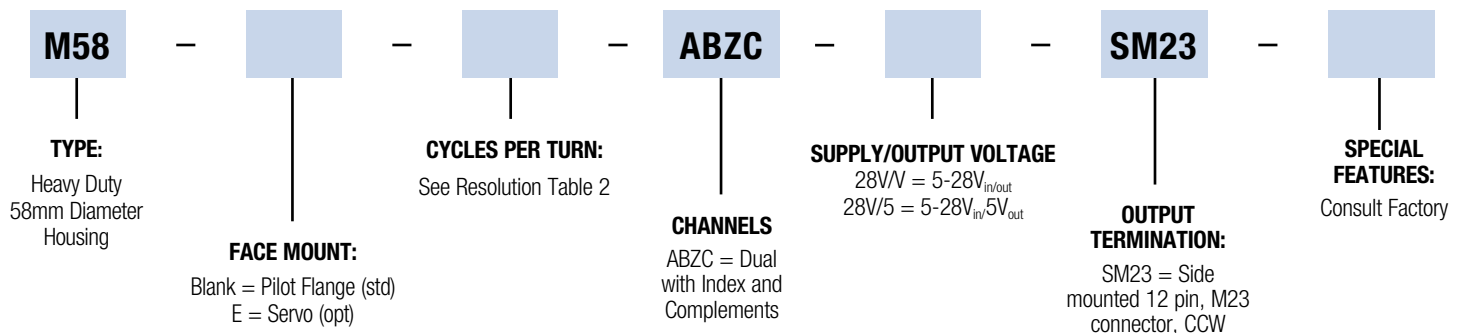 M58 – – – ABZC – – SM23 –
TYPE:
Heavy Duty
58mm Diameter
Housing
FACE MOUNT:
Blank = Pilot Flange (std)
E = Servo (opt)
CYCLES PER TURN:
See Resolution Table 2
CHANNELS
ABZC = Dual
with Index and
Complements
SUPPLY/OUTPUT VOLTAGE
28V/V = 5-28Vin/out
28V/5 = 5-28Vin/5Vout
OUTPUT
TERMINATION:
SM23 = Side
mounted 12 pin, M23
connector, CCW
SPECIAL
FEATURES:
Consult Factory